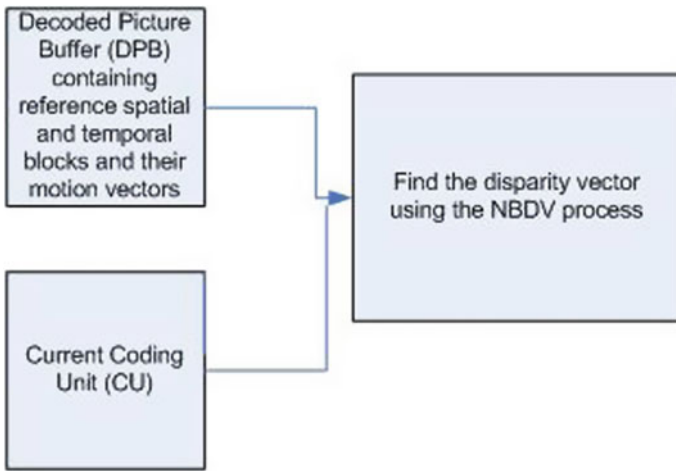 Decoded Picture
Buffer (DPB)
containing
reference spatial
and temporal
blocks and their
motion vectors
Find the disparity vector
using the NBDV process
Current Coding
Unit (CU)